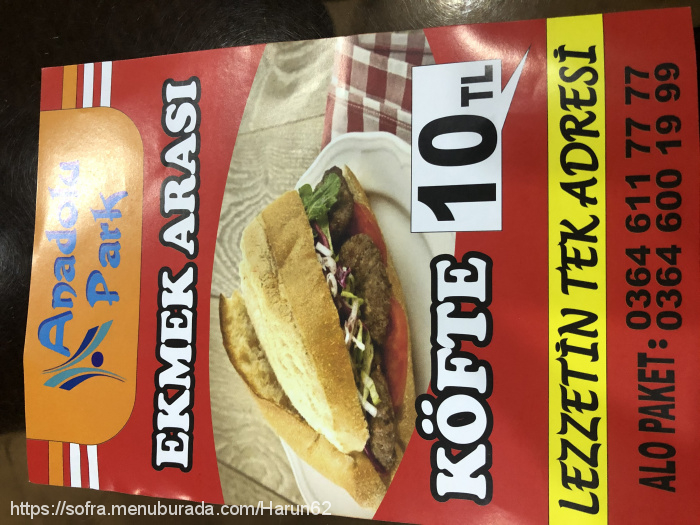 Anadolu
Park
EKMEK ARASI
KÖFTE 10 TL
LEZZETİN TEK ADRESİ
ALO PAKET: 0364 611 77 77
0364 600 19 99
https://sofra.menuburada.com/Harun62